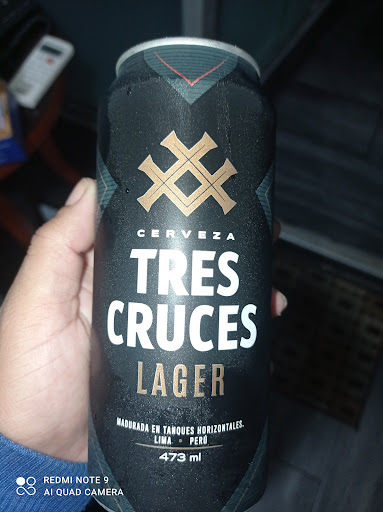 CERVEZA
TRES
CRUCES
LAGER
MADURADA EN TANQUES HORIZONTALES.
LIMA • PERÚ
473 ml
REDMI NOTE 9
AI QUAD CAMERA